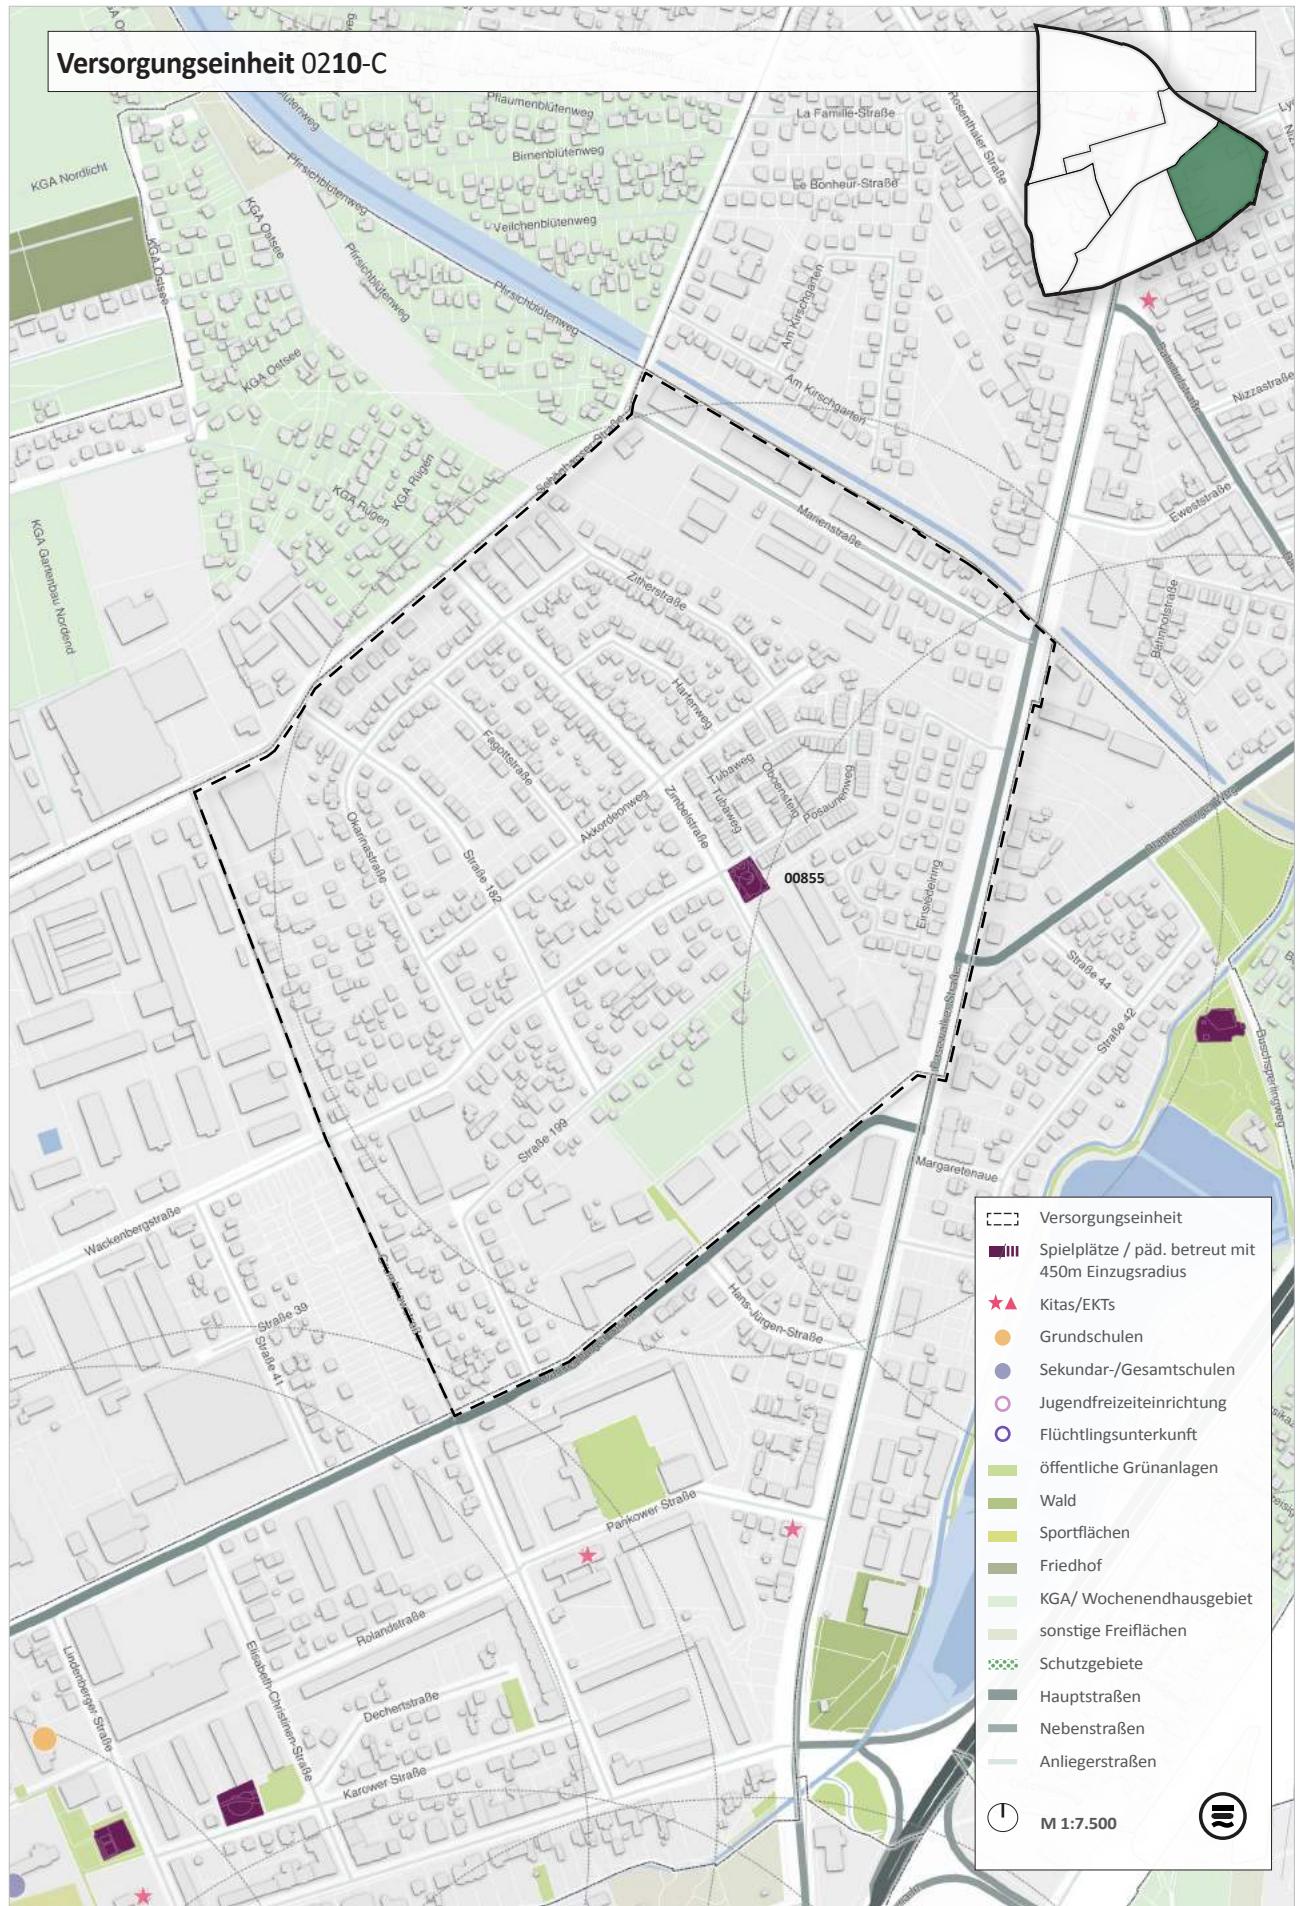 Versorgungseinheit 0210-C
Pflaumenblütenweg
La Famille-Straße
Rosenthaler Straße
Birnenblütenweg
Le Bonheur-Straße
Pfirsichblütenweg
KGA Nordlicht
KGA Ostsee
Veilchenblütenweg
KGA Ostsee
Pfirsichblütenweg
Pfirsichblütenweg
Am Kirschgarten
KGA Ostsee
Am Kirschgarten
Nizzastraße
KGA Rügen
KGA Rügen
Eweststraße
Marienstraße
KGA Gartenbau Nordend
Zitherstraße
Bahnhofstraße
Harfenweg
Fagottstraße
Tubaweg
Oboensteig
Posaunenweg
Tubaweg
Zimbelstraße
Akkordeonweg
Okarinastraße
Straße 182
00855
Einsiedelring
Straße 44
Straße 42
Buschsperlingweg
Straße 199
Margaretenaue
Wackenbergstraße
Straße 39
Straße 41
Hans-Jürgen-Straße
Pankower Straße
Rolandstraße
Lindenberger Straße
Elisabeth-Christinen-Straße
Dechertstraße
Karower Straße
Versorgungseinheit
Spielplätze / päd. betreut mit
450m Einzugsradius
Kitas/EKTs
Grundschulen
Sekundar-/Gesamtschulen
Jugendfreizeiteinrichtung
Flüchtlingsunterkunft
öffentliche Grünanlagen
Wald
Sportflächen
Friedhof
KGA/ Wochenendhausgebiet
sonstige Freiflächen
Schutzgebiete
Hauptstraßen
Nebenstraßen
Anliegerstraßen
M 1:7.500